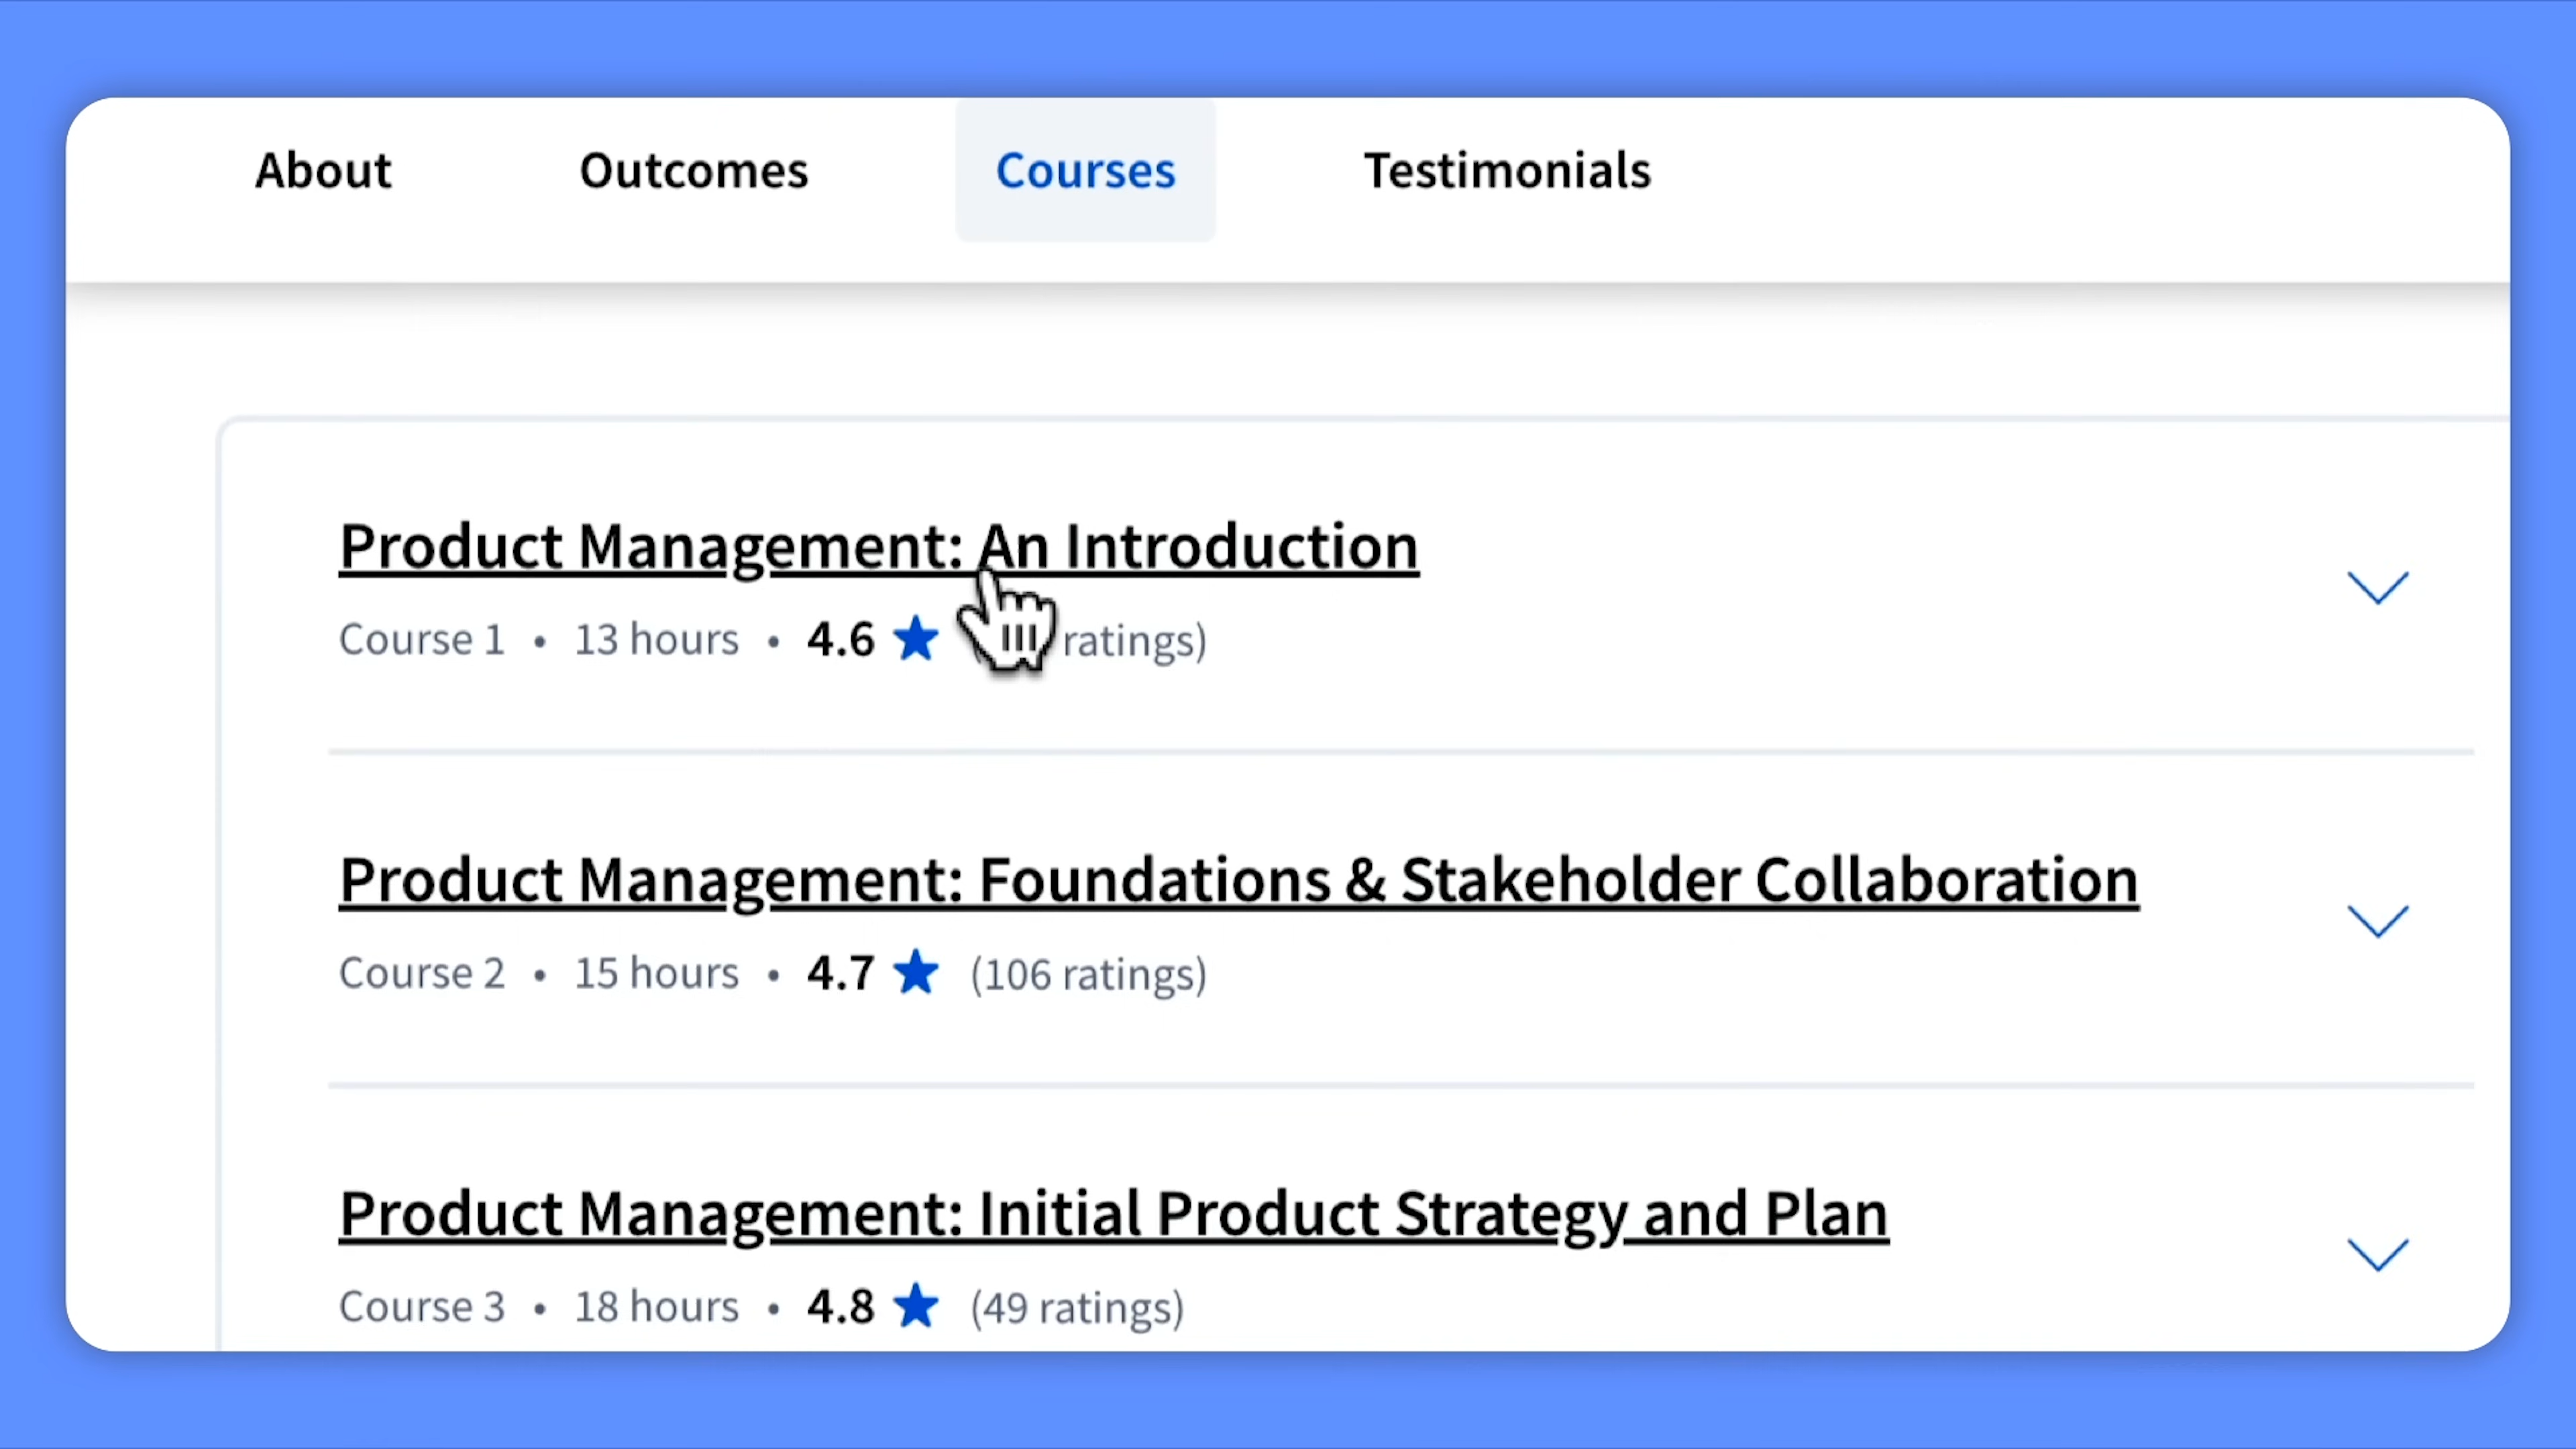 About
Outcomes
Courses
Testimonials
Product Management: An Introduction
Course 1 • 13 hours • 4.6 ★ ratings)
Product Management: Foundations & Stakeholder Collaboration
Course 2 • 15 hours • 4.7 ★ (106 ratings)
Product Management: Initial Product Strategy and Plan
Course 3 • 18 hours • 4.8 ★ (49 ratings)